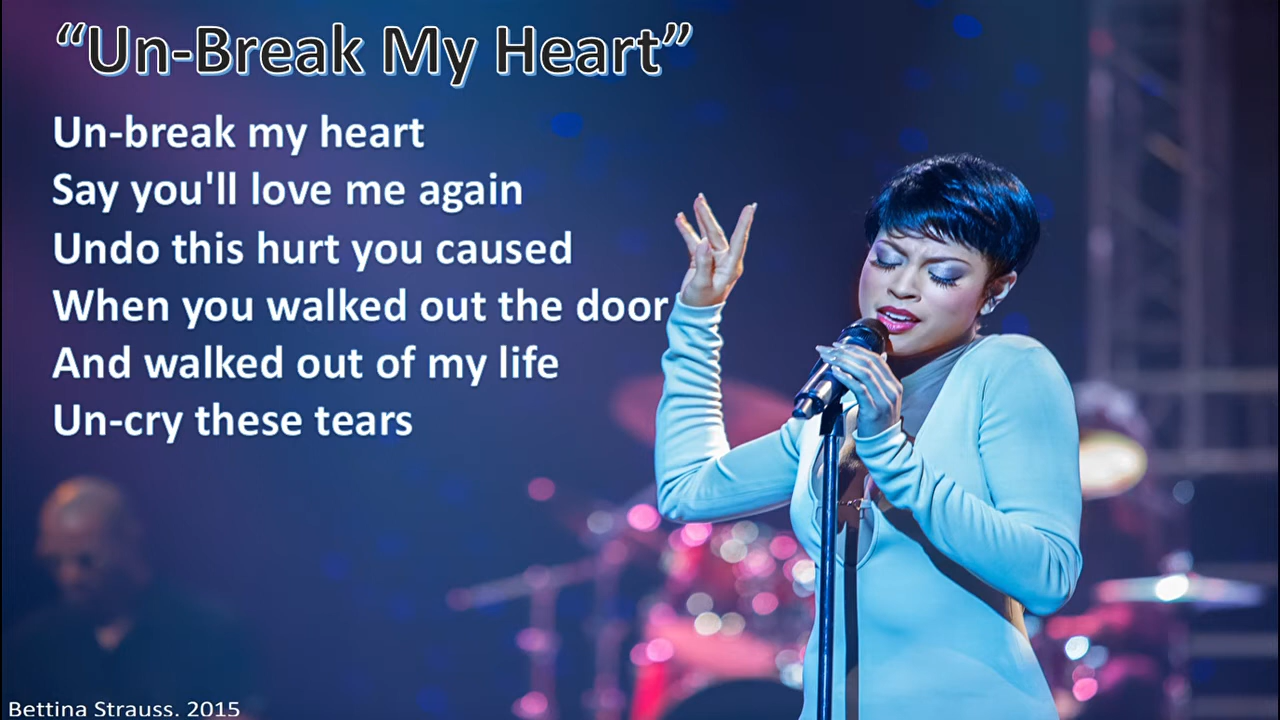 “Un-Break My Heart”
Un-break my heart
Say you'll love me again
Undo this hurt you caused
When you walked out the door
And walked out of my life
Un-cry these tears
Bettina Strauss. 2015